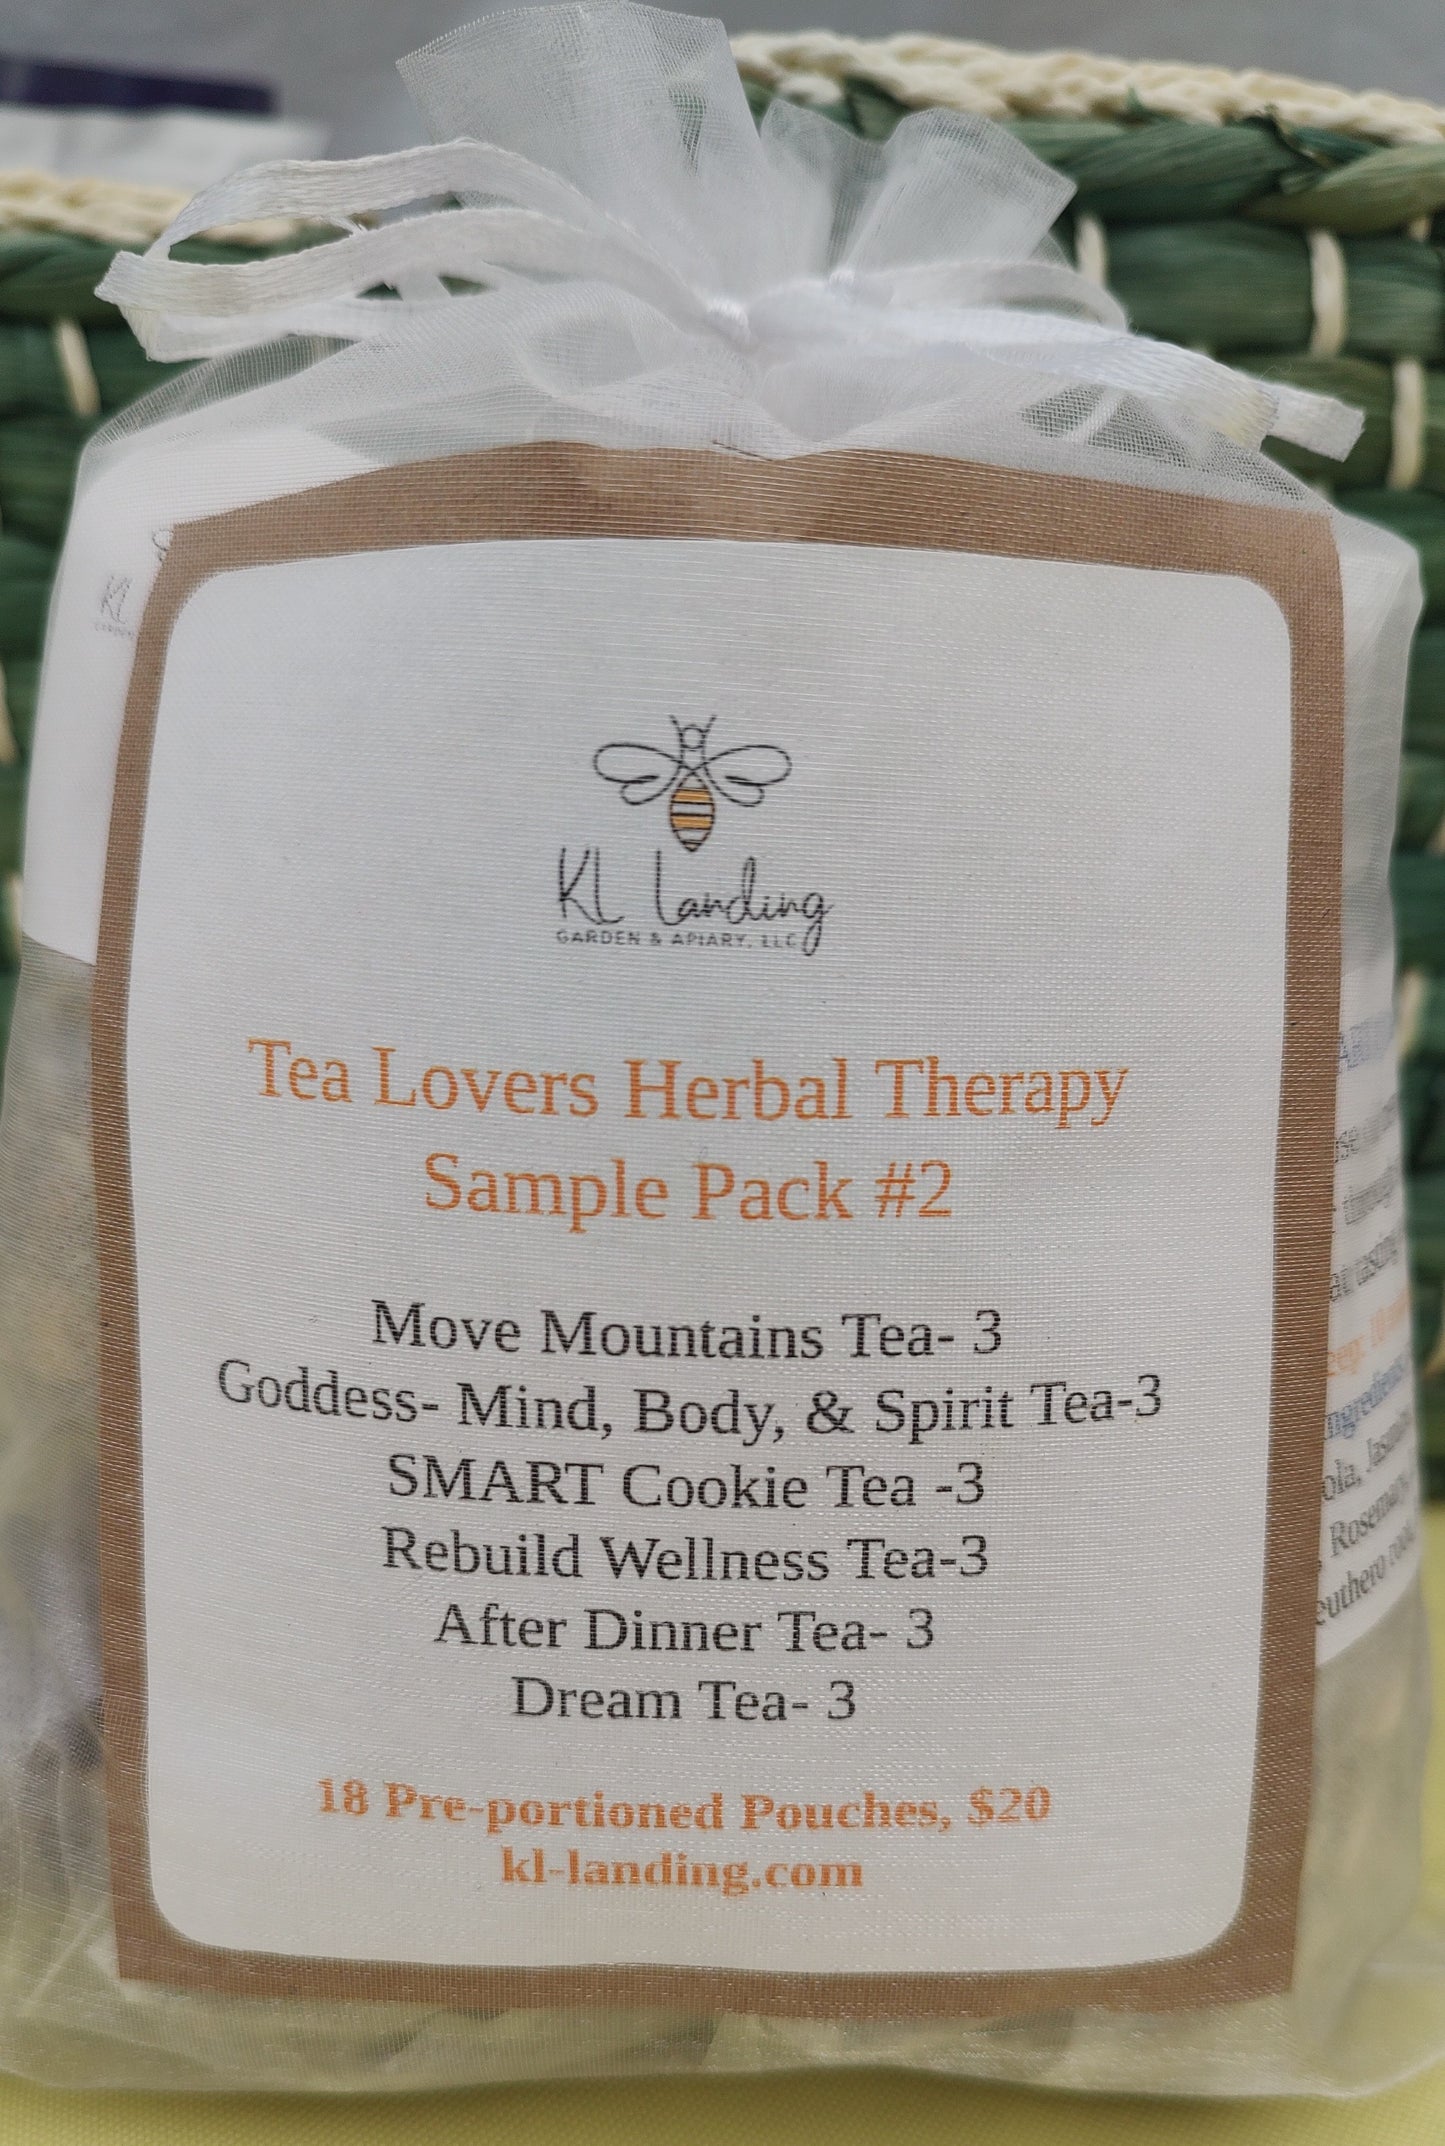 KL Landing
GARDEN & APIARY, LLC
Tea Lovers Herbal Therapy
Sample Pack #2
Move Mountains Tea- 3
Goddess- Mind, Body, & Spirit Tea-3
SMART Cookie Tea -3
Rebuild Wellness Tea-3
After Dinner Tea- 3
Dream Tea- 3
18 Pre-portioned Pouches, $20
kl-landing.com
KL
Rosemary